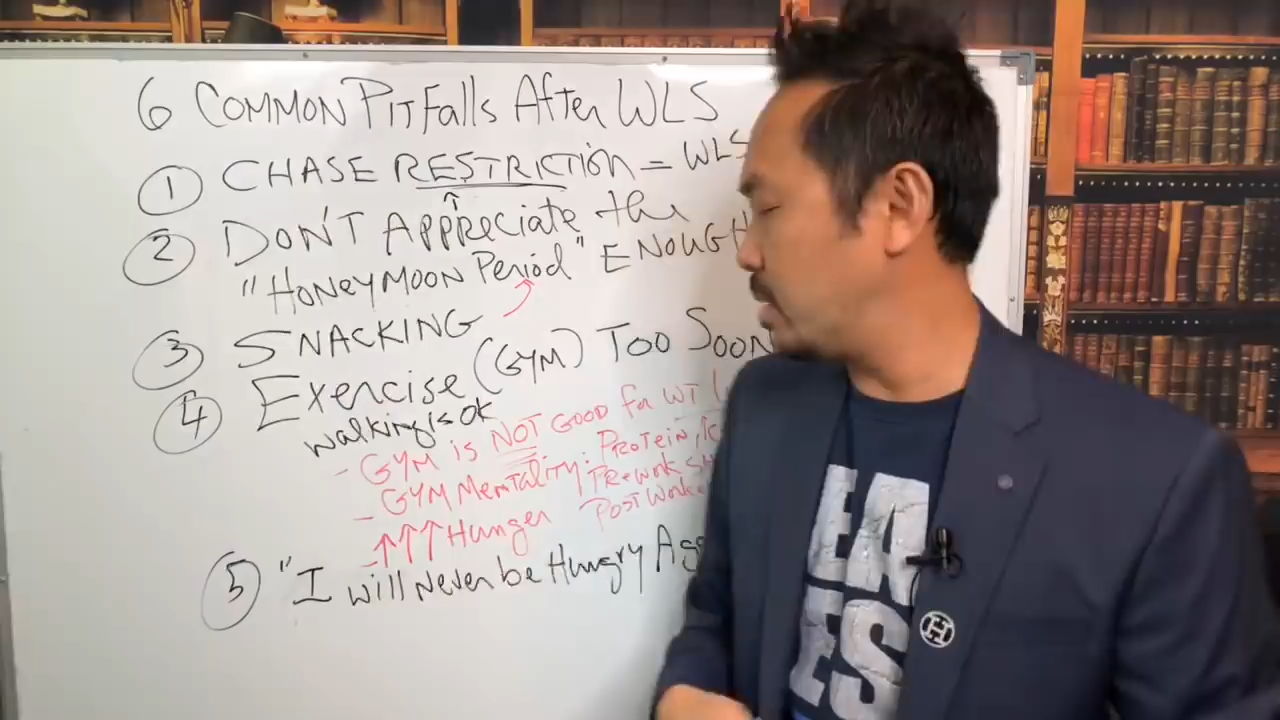 6 COMMON PITFAlls After WLS
1 CHASE RESTRICTION = WLS
2 DON'T APPReciate the
"HONeyMOON PeRiod" ENOUGH
3 SNACKING
4 Exercise (GYM) TOO SOON
walking is ok
- GYM is NOT GOOD for WT
- GYM MeNTALiTy: PROTeiN,
PRe-work
POST WORK
- ↑↑↑ Hunger
5 "I will Never be Hungry
EA
ES
H